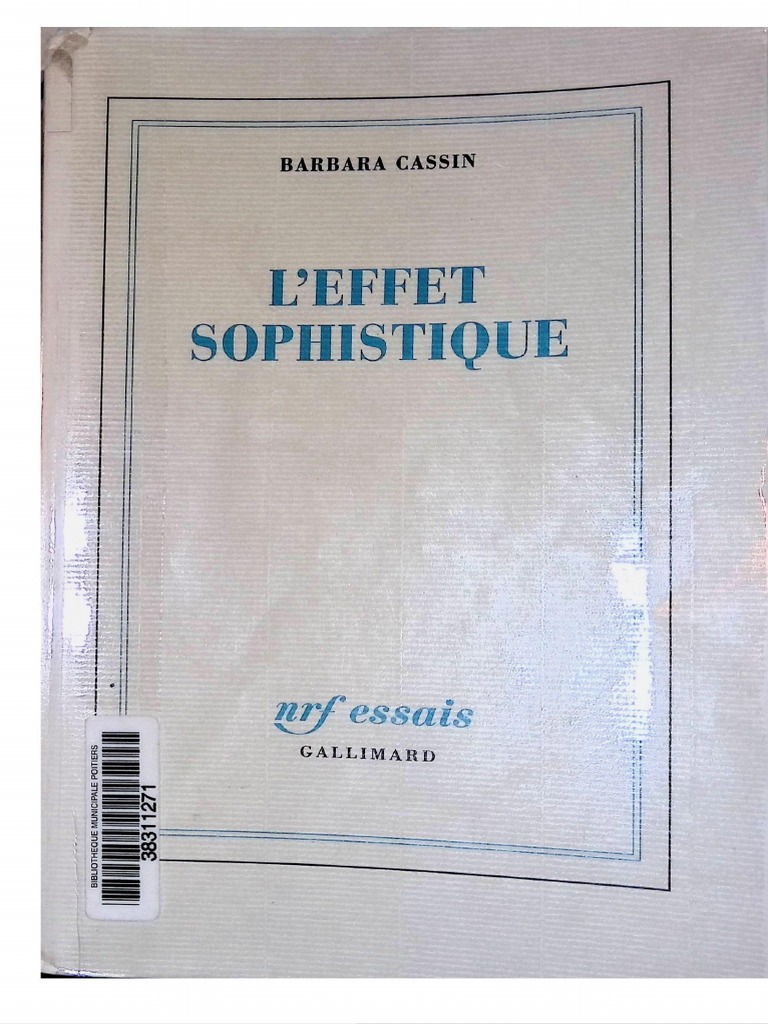 BARBARA CASSIN
L'EFFET
SOPHISTIQUE
nrf essais
GALLIMARD
BIBLIOTHEQUE MUNICIPALE POITIERS
38311271